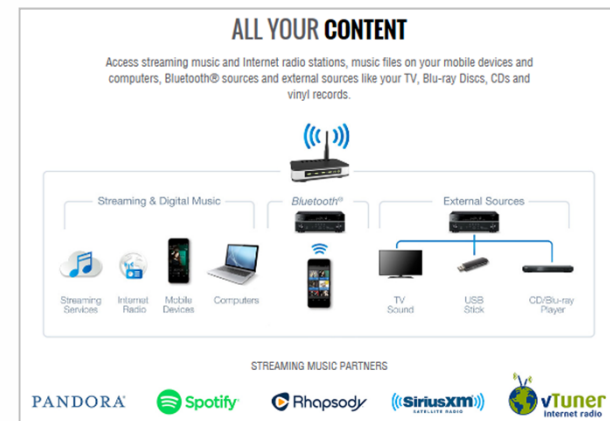 ALL YOUR CONTENT
Access streaming music and Internet radio stations, music files on your mobile devices and
computers, Bluetooth® sources and external sources like your TV, Blu-ray Discs, CDs and
vinyl records.
Streaming & Digital Music
Bluetooth®
External Sources
Streaming
Services
Internet
Radio
Mobile
Devices
Computers
TV
Sound
USB
Stick
CD/Blu-ray
Player
STREAMING MUSIC PARTNERS
PANDORA®
Spotify
Rhapsody
SiriusXM
SATELLITE RADIO
vTuner
Internet radio